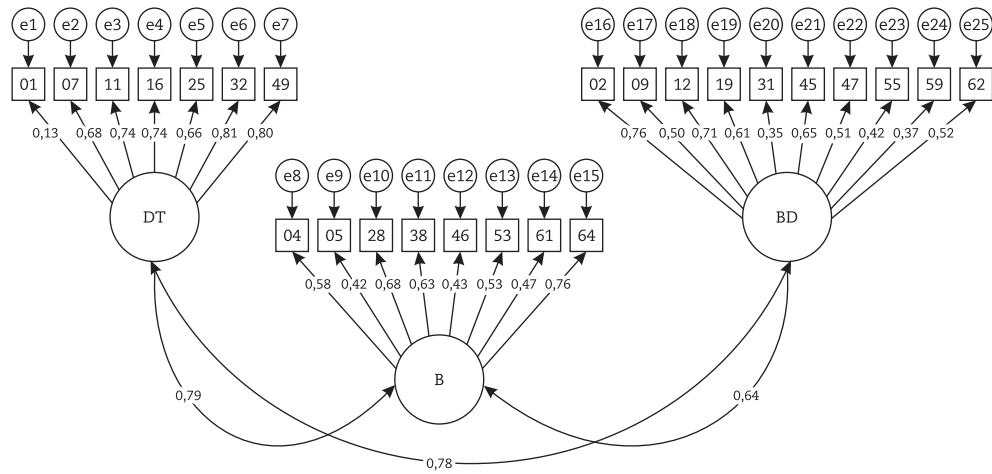 e1 e2 e3 e4 e5 e6 e7
e16 e17 e18 e19 e20 e21 e22 e23 e24 e25
01 07 11 16 25 32 49
02 09 12 19 31 45 47 55 59 62
0,13 0,68 0,74 0,74 0,66 0,81 0,80
0,76 0,50 0,71 0,61 0,35 0,65 0,51 0,42 0,37 0,52
e8 e9 e10 e11 e12 e13 e14 e15
DT
BD
04 05 28 38 46 53 61 64
0,58 0,42 0,68 0,63 0,43 0,53 0,47 0,76
B
0,79
0,64
0,78